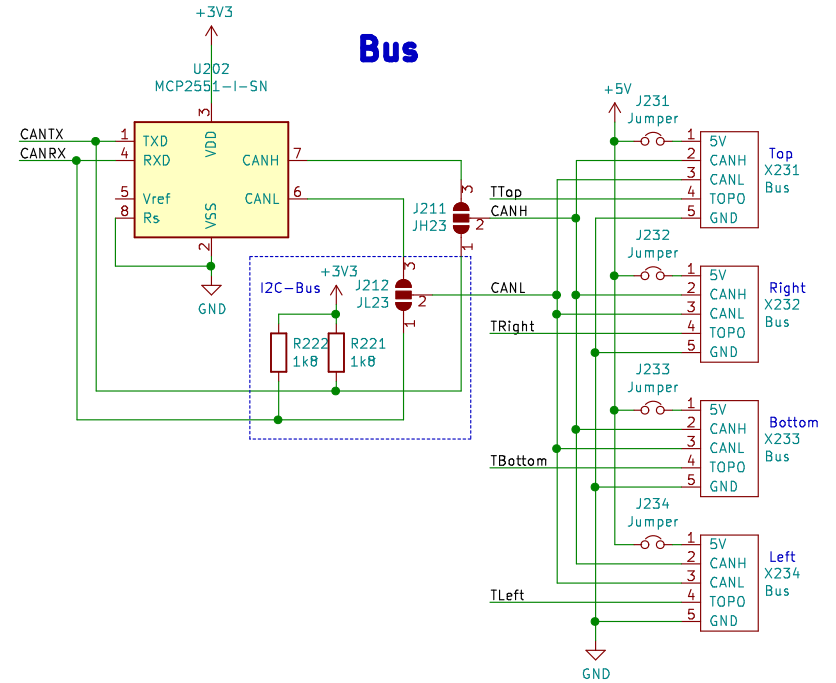 Bus
+3V3
U202
MCP2551-I-SN
CANTX
CANRX
1
4
5
8
TXD
RXD
Vref
Rs
VDD
3
VSS
2
CANH
CANL
7
6
GND
J211
JH23
3
2
1
I2C-Bus
+3V3
J212
JL23
3
2
1
R222
1k8
R221
1k8
TTop
CANH
CANL
TRight
TBottom
TLeft
+5V
J231
Jumper
1 5V
2 CANH
3 CANL
4 TOPO
5 GND
Top
X231
Bus
J232
Jumper
1 5V
2 CANH
3 CANL
4 TOPO
5 GND
Right
X232
Bus
J233
Jumper
1 5V
2 CANH
3 CANL
4 TOPO
5 GND
Bottom
X233
Bus
J234
Jumper
1 5V
2 CANH
3 CANL
4 TOPO
5 GND
Left
X234
Bus
GND